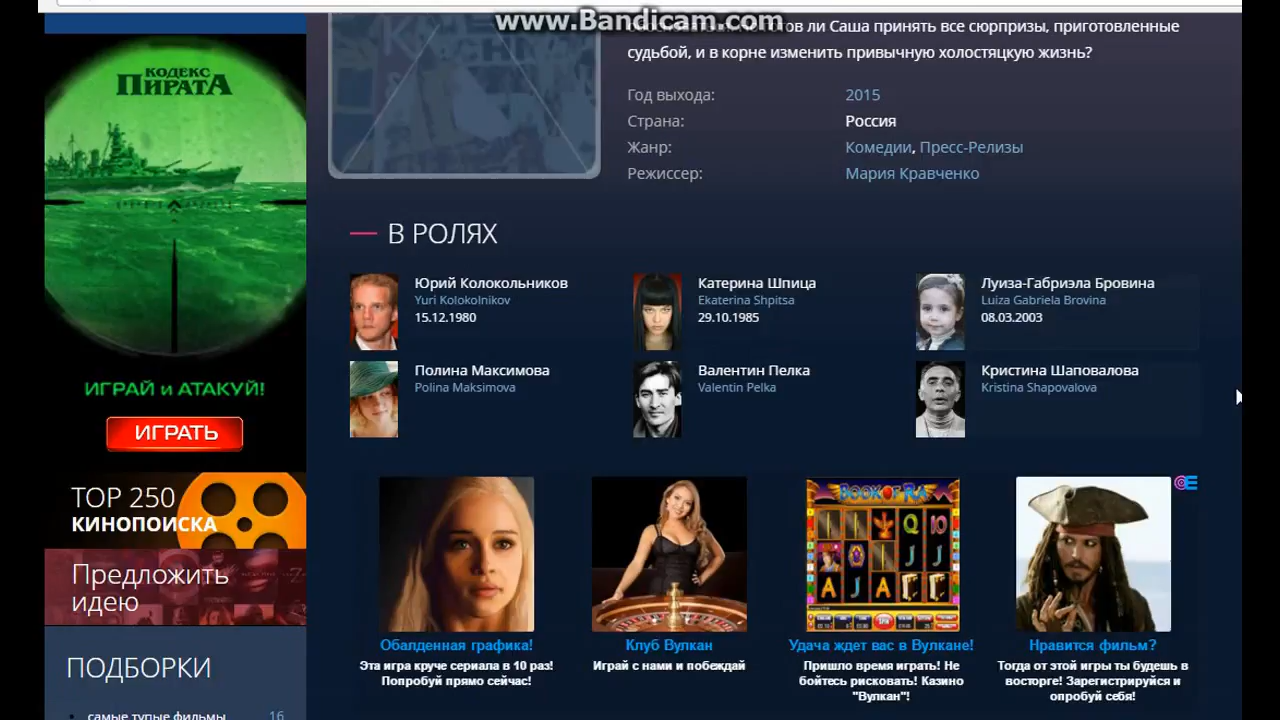 www.Bandicam.com
ли Саша принять все сюрпризы, приготовленные
судьбой, и в корне изменить привычную холостяцкую жизнь?
Год выхода: 2015
Страна: Россия
Жанр: Комедии, Пресс-Релизы
Режиссер: Мария Кравченко
КОДЕКС
ПИРАТА
ИГРАЙ и АТАКУЙ!
ИГРАТЬ
TOP 250
КИНОПОИСКА
Предложить
идею
ПОДБОРКИ
самые тупые фильмы 16
В РОЛЯХ
Юрий Колокольников
Yuri Kolokolnikov
15.12.1980
Катерина Шпица
Ekaterina Shpitsa
29.10.1985
Луиза-Габриэла Бровина
Luiza Gabriela Brovina
08.03.2003
Полина Максимова
Polina Maksimova
Валентин Пелка
Valentin Pelka
Кристина Шаповалова
Kristina Shapovalova
Обалденная графика!
Эта игра круче сериала в 10 раз!
Попробуй прямо сейчас!
Клуб Вулкан
Играй с нами и побеждай
BOOK OF RA
Удача ждет вас в Вулкане!
Пришло время играть! Не
бойтесь рисковать! Казино
"Вулкан"!
Нравится фильм?
Тогда от этой игры ты будешь в
восторге! Зарегистрируйся и
опробуй себя!